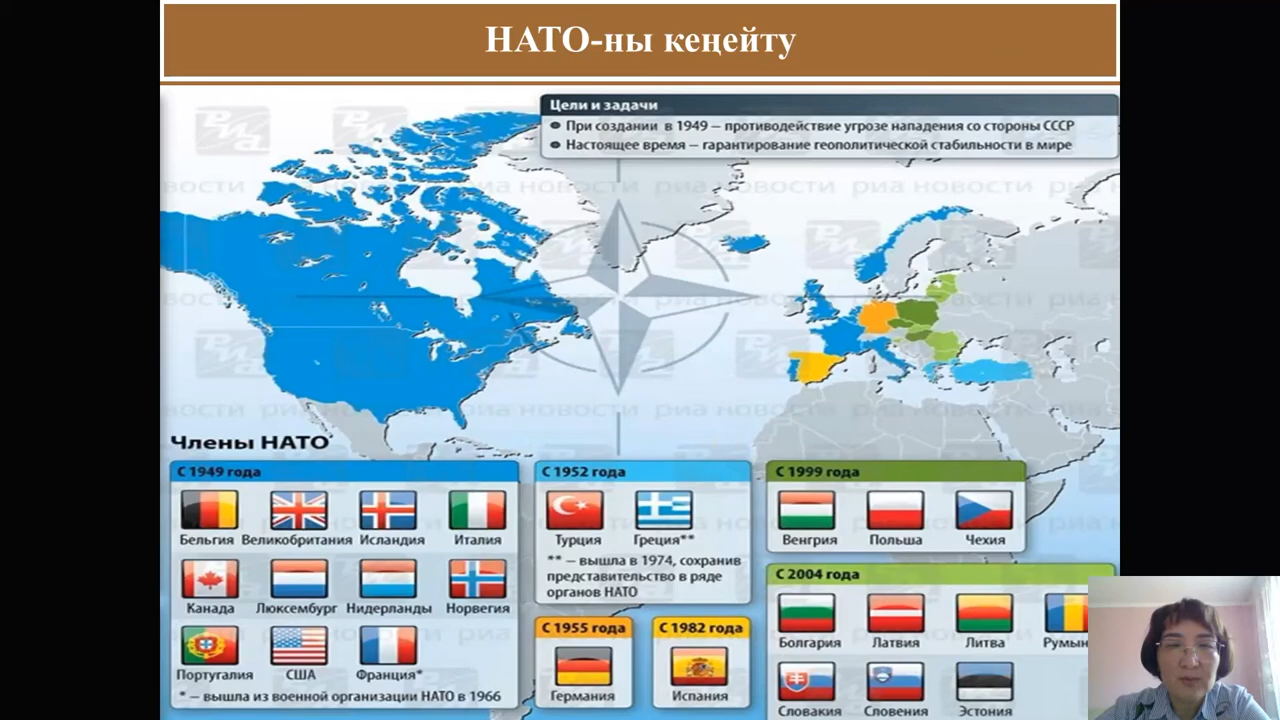 НАТО-ны кеңейту
Цели и задачи
При создании в 1949 – противодействие угрозе нападения со стороны СССР
Настоящее время – гарантирование геополитической стабильности в мире
Члены НАТО
С 1949 года
Бельгия Великобритания Исландия Италия
Канада Люксембург Нидерланды Норвегия
Португалия США Франция*
* – вышла из военной организации НАТО в 1966
С 1952 года
Турция Греция**
** – вышла в 1974, сохранив
представительство в ряде
органов НАТО
С 1955 года
Германия
С 1982 года
Испания
С 1999 года
Венгрия Польша Чехия
С 2004 года
Болгария Латвия Литва Румын
Словакия Словения Эстония
риа новости